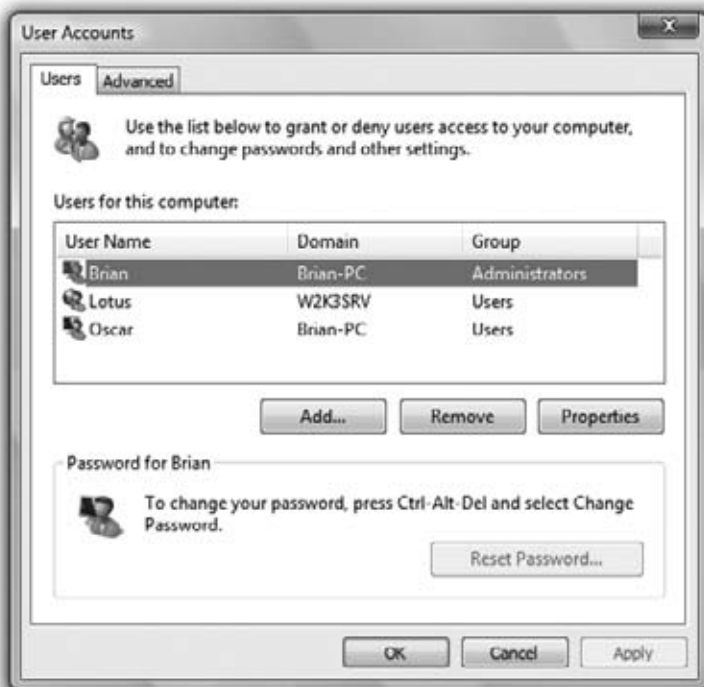 User Accounts
Users Advanced
Use the list below to grant or deny users access to your computer,
and to change passwords and other settings.
Users for this computer:
User Name Domain Group
Brian Brian-PC Administrators
Lotus W2K3SRV Users
Oscar Brian-PC Users
Add... Remove Properties
Password for Brian
To change your password, press Ctrl-Alt-Del and select Change
Password.
Reset Password...
OK Cancel Apply